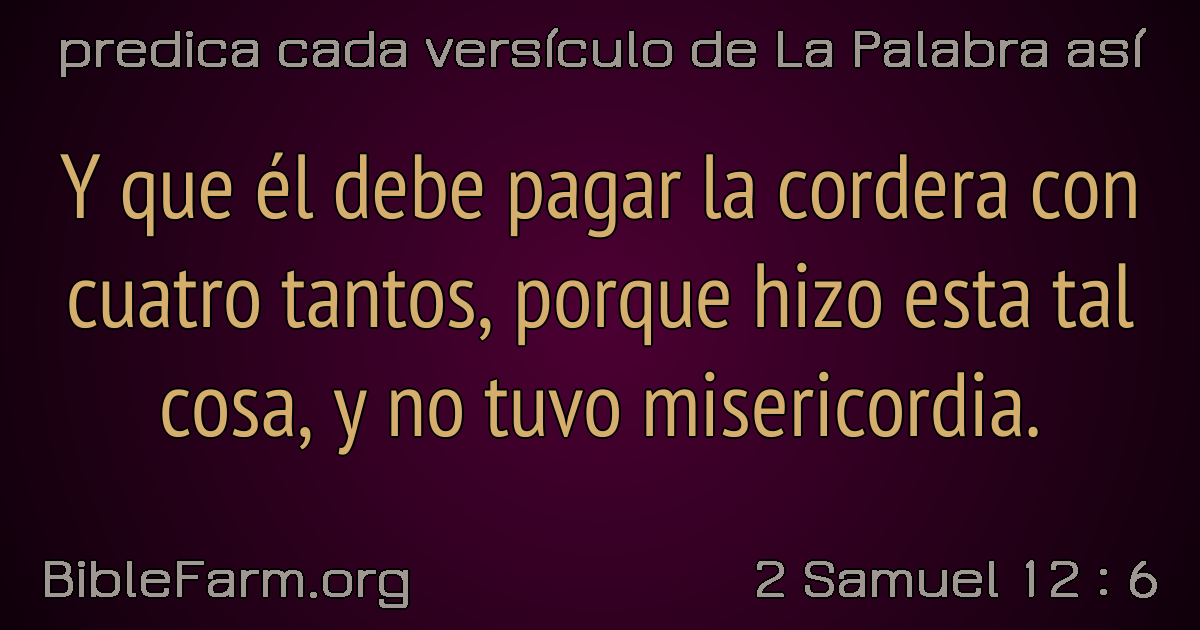 predica cada versículo de La Palabra así
Y que él debe pagar la cordera con
cuatro tantos, porque hizo esta tal
cosa, y no tuvo misericordia.
BibleFarm.org
2 Samuel 12 : 6